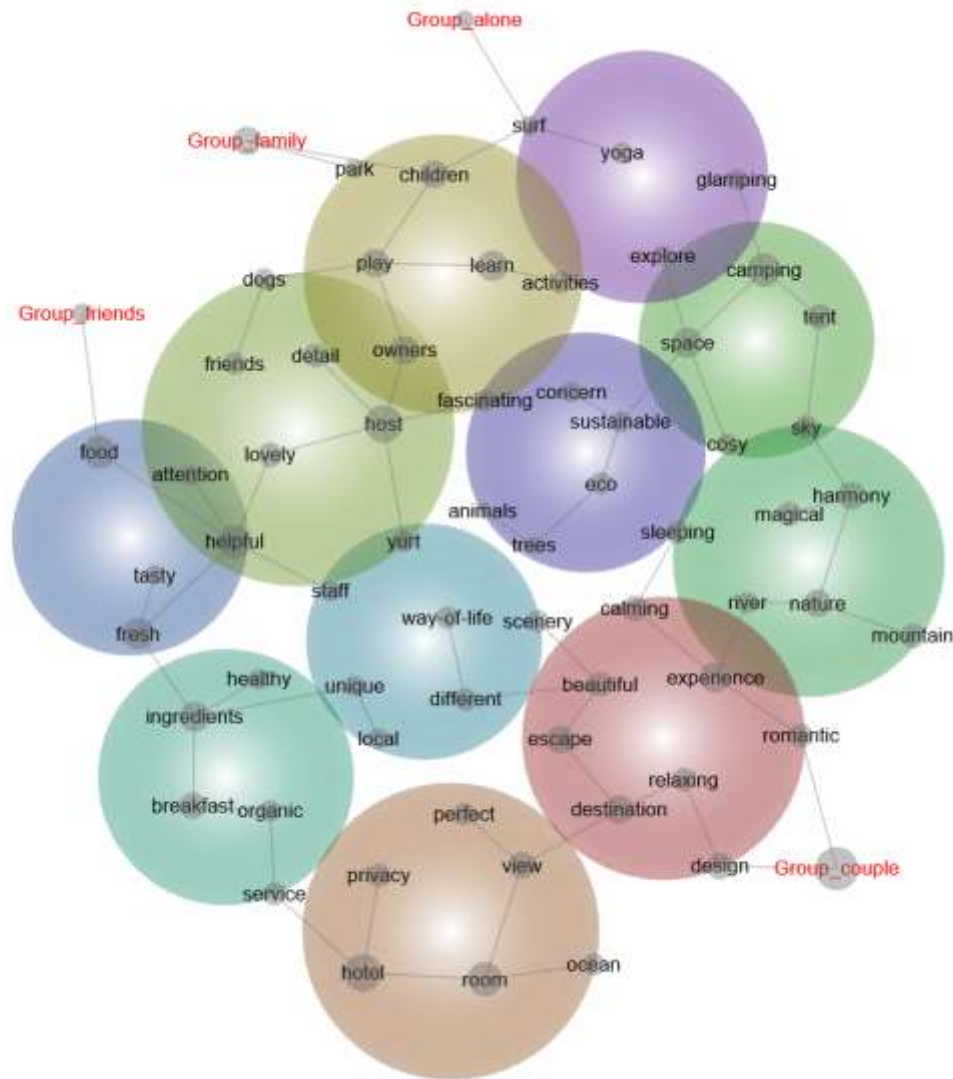 Group_alone
surf
Group_family
yoga
park
children
glamping
explore
play
learn
camping
dogs
activities
Group_friends
tent
space
owners
detail
friends
concern
fascinating
sustainable
host
sky
cosy
food
lovely
attention
eco
harmony
animals
magical
sleeping
helpful
yurt
trees
tasty
staff
river
nature
calming
way-of-life
scenery
fresh
mountain
healthy
experience
unique
beautiful
different
ingredients
local
escape
romantic
relaxing
breakfast
organic
destination
perfect
view
design
Group_couple
privacy
service
ocean
hotel
room